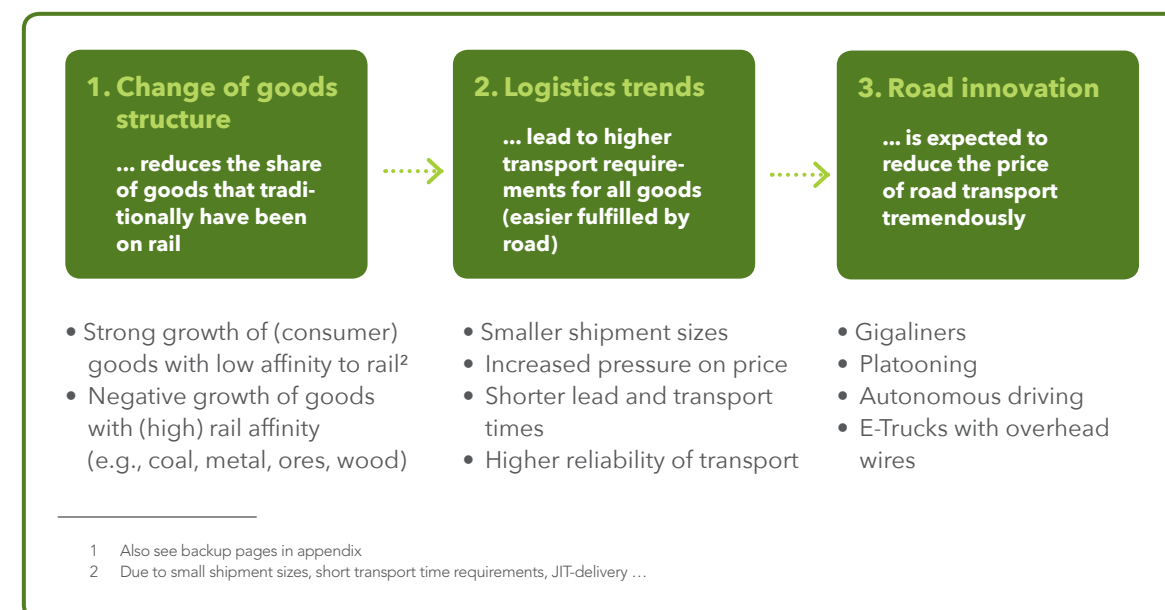 1. Change of goods
structure
... reduces the share
of goods that tradi-
tionally have been
on rail
2. Logistics trends
... lead to higher
transport require-
ments for all goods
(easier fulfilled by
road)
3. Road innovation
... is expected to
reduce the price
of road transport
tremendously
• Strong growth of (consumer)
goods with low affinity to rail²
• Negative growth of goods
with (high) rail affinity
(e.g., coal, metal, ores, wood)
• Smaller shipment sizes
• Increased pressure on price
• Shorter lead and transport
times
• Higher reliability of transport
• Gigaliners
• Platooning
• Autonomous driving
• E-Trucks with overhead
wires
1 Also see backup pages in appendix
2 Due to small shipment sizes, short transport time requirements, JIT-delivery …